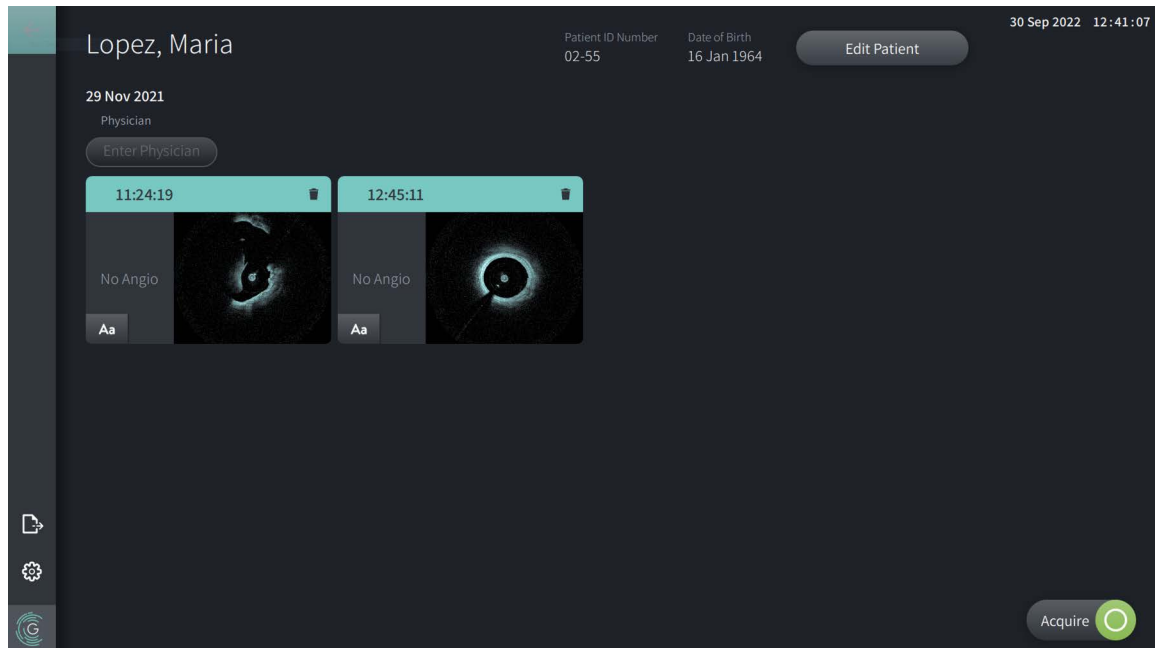 30 Sep 2022 12:41:07
Lopez, Maria
Patient ID Number
02-55
Date of Birth
16 Jan 1964
Edit Patient
29 Nov 2021
Physician
Enter Physician
11:24:19
No Angio
Aa
12:45:11
No Angio
Aa
G
Acquire